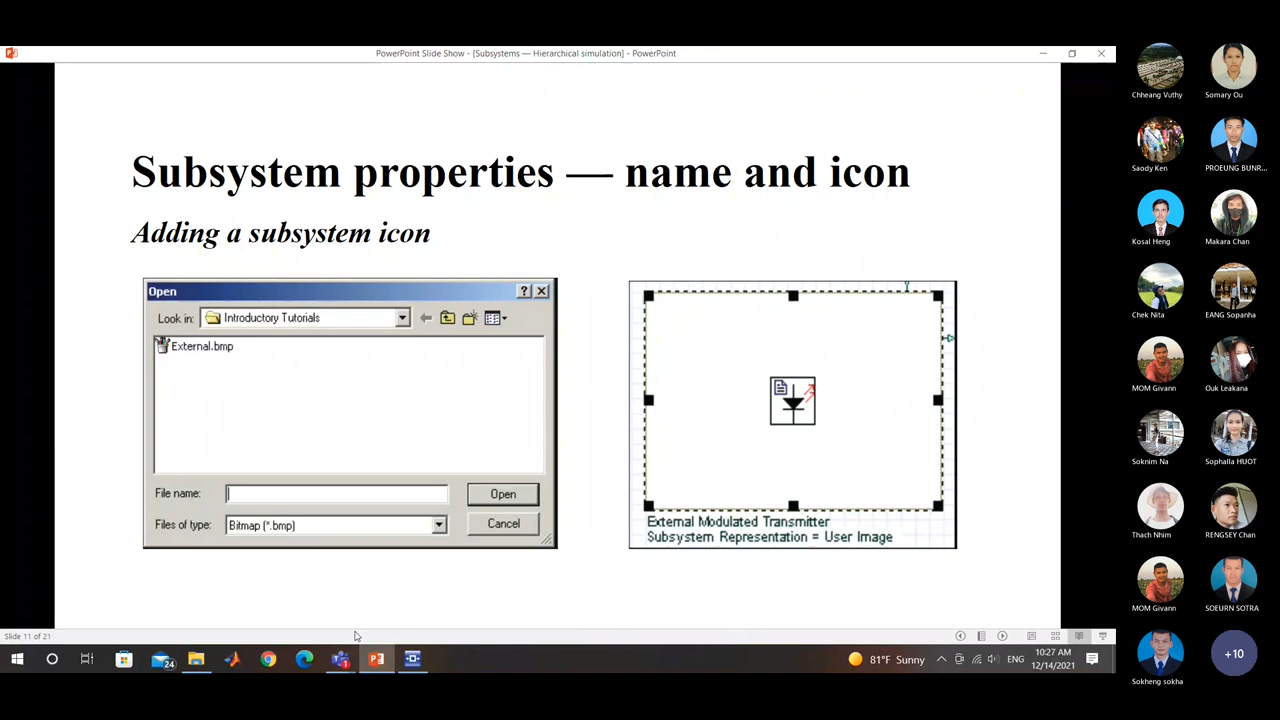 PowerPoint Slide Show - [Subsystems — Hierarchical simulation] - PowerPoint
Subsystem properties — name and icon
Adding a subsystem icon
Open
Look in: Introductory Tutorials
External.bmp
File name:
Open
Files of type: Bitmap (*.bmp)
Cancel
External Modulated Transmitter
Subsystem Representation = User Image
Slide 11 of 21
24
1
81°F Sunny
ENG
10:27 AM
12/14/2021
Chheang Vuthy
Somary Ou
Saody Ken
PROEUNG BUNR...
Kosal Heng
Makara Chan
Chek Nita
EANG Sopanha
MOM Givann
Ouk Leakana
Soknim Na
Sophalla HUOT
Thach Nhim
RENGSEY Chan
MOM Givann
SOEURN SOTRA
Sokheng sokha
+10